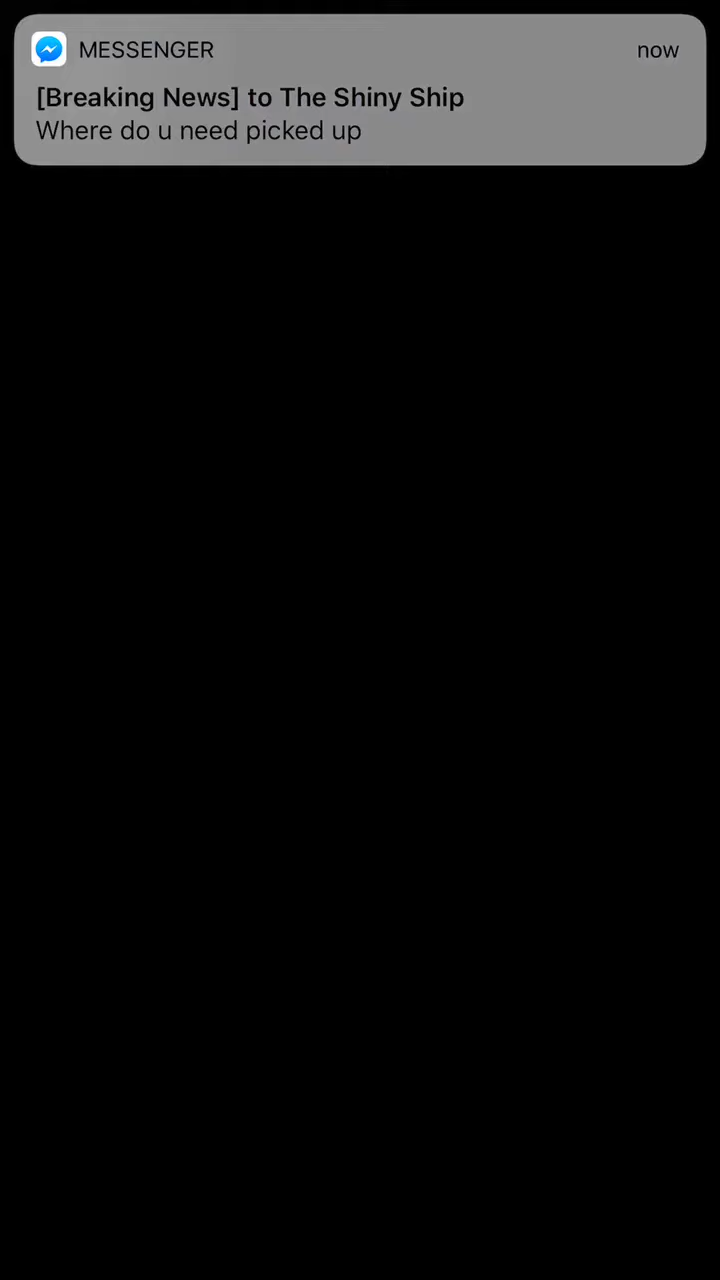 MESSENGER now
[Breaking News] to The Shiny Ship
Where do u need picked up